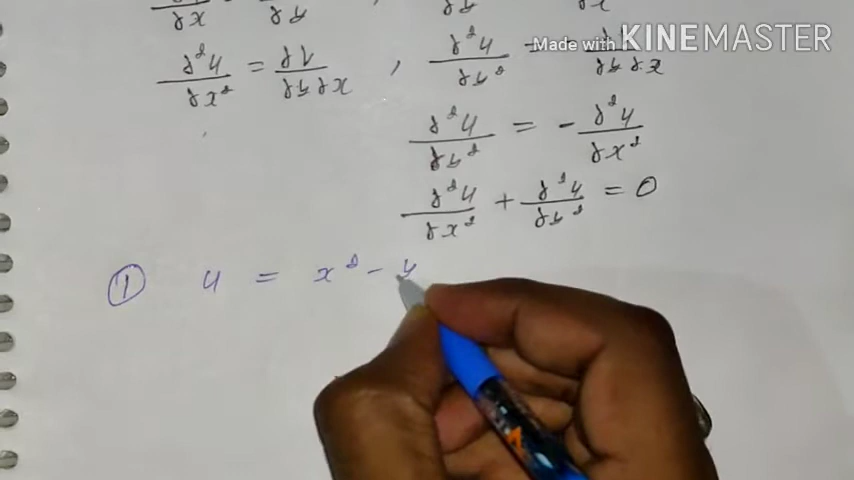 ∂x ∂y , ∂y ∂x
∂²u/∂x² = ∂v/∂y∂x , ∂²u/∂y² = /∂y∂x
Made with KINEMASTER
∂²u/∂y² = - ∂²u/∂x²
∂²u/∂x² + ∂²u/∂y² = 0
① u = x² - y